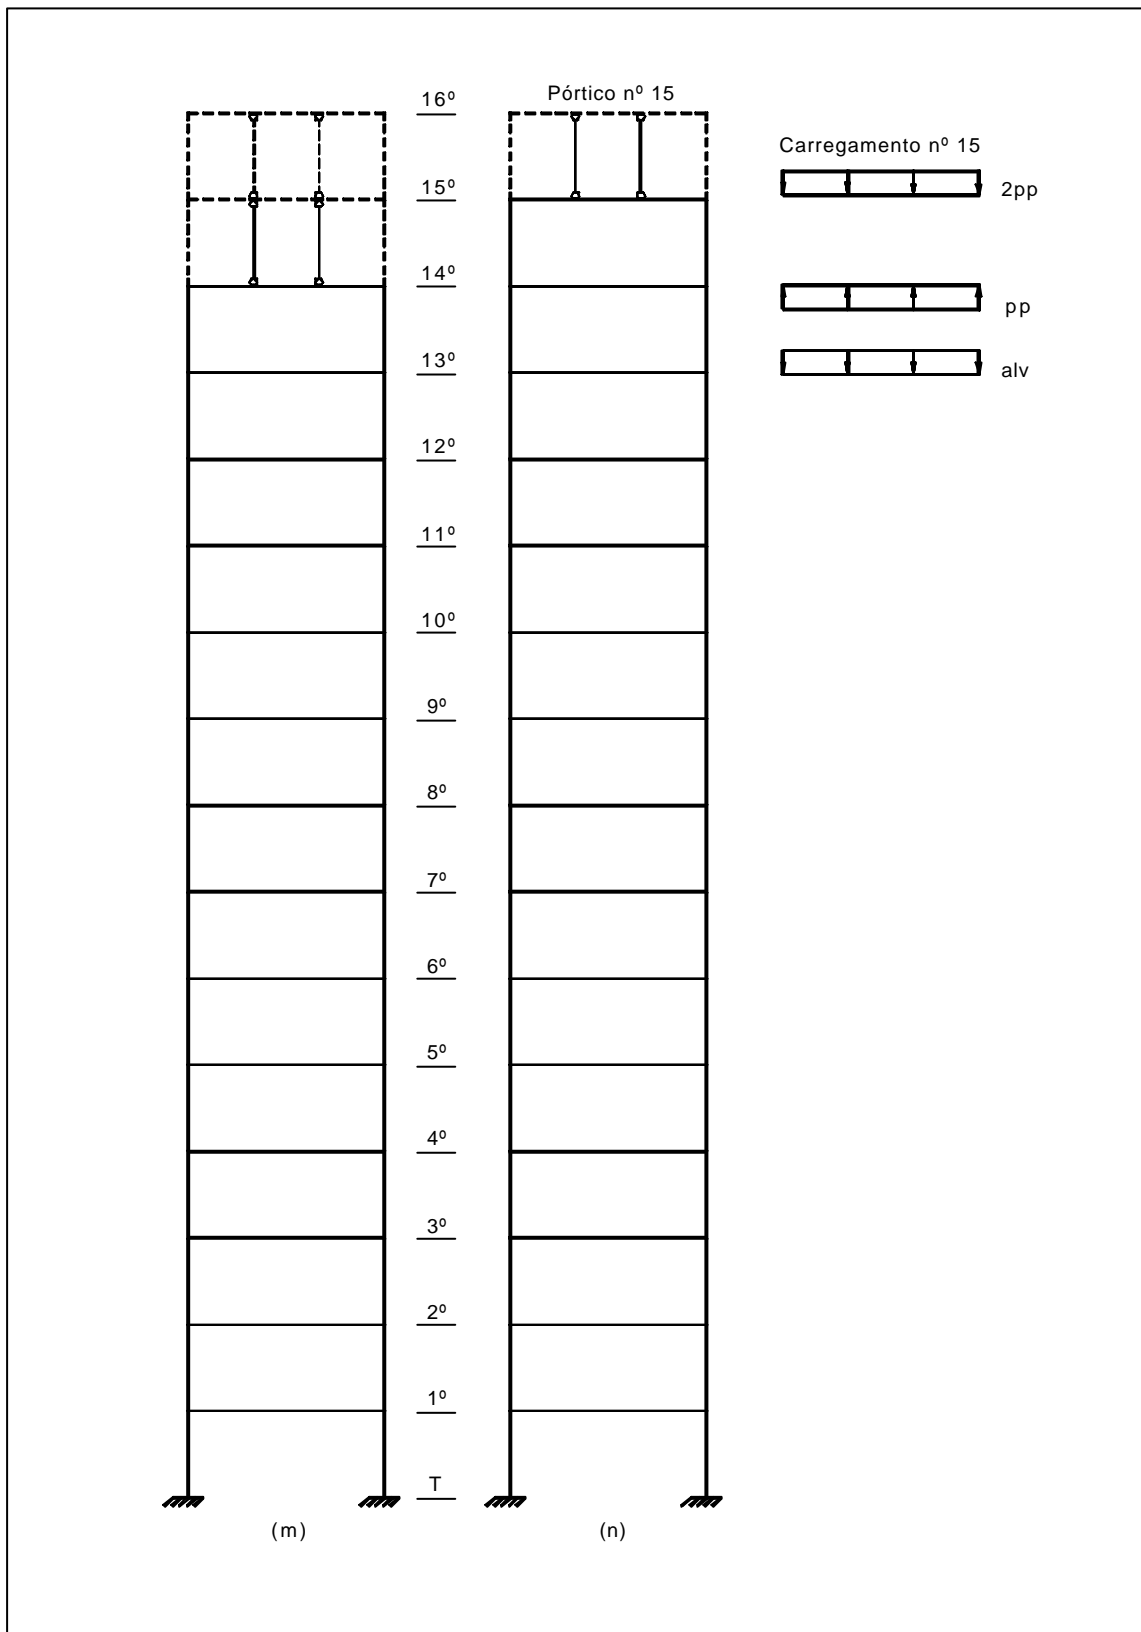 16º
Pórtico nº 15
Carregamento nº 15
15º
2pp
14º
pp
13º
alv
12º
11º
10º
9º
8º
7º
6º
5º
4º
3º
2º
1º
T
(m)
(n)